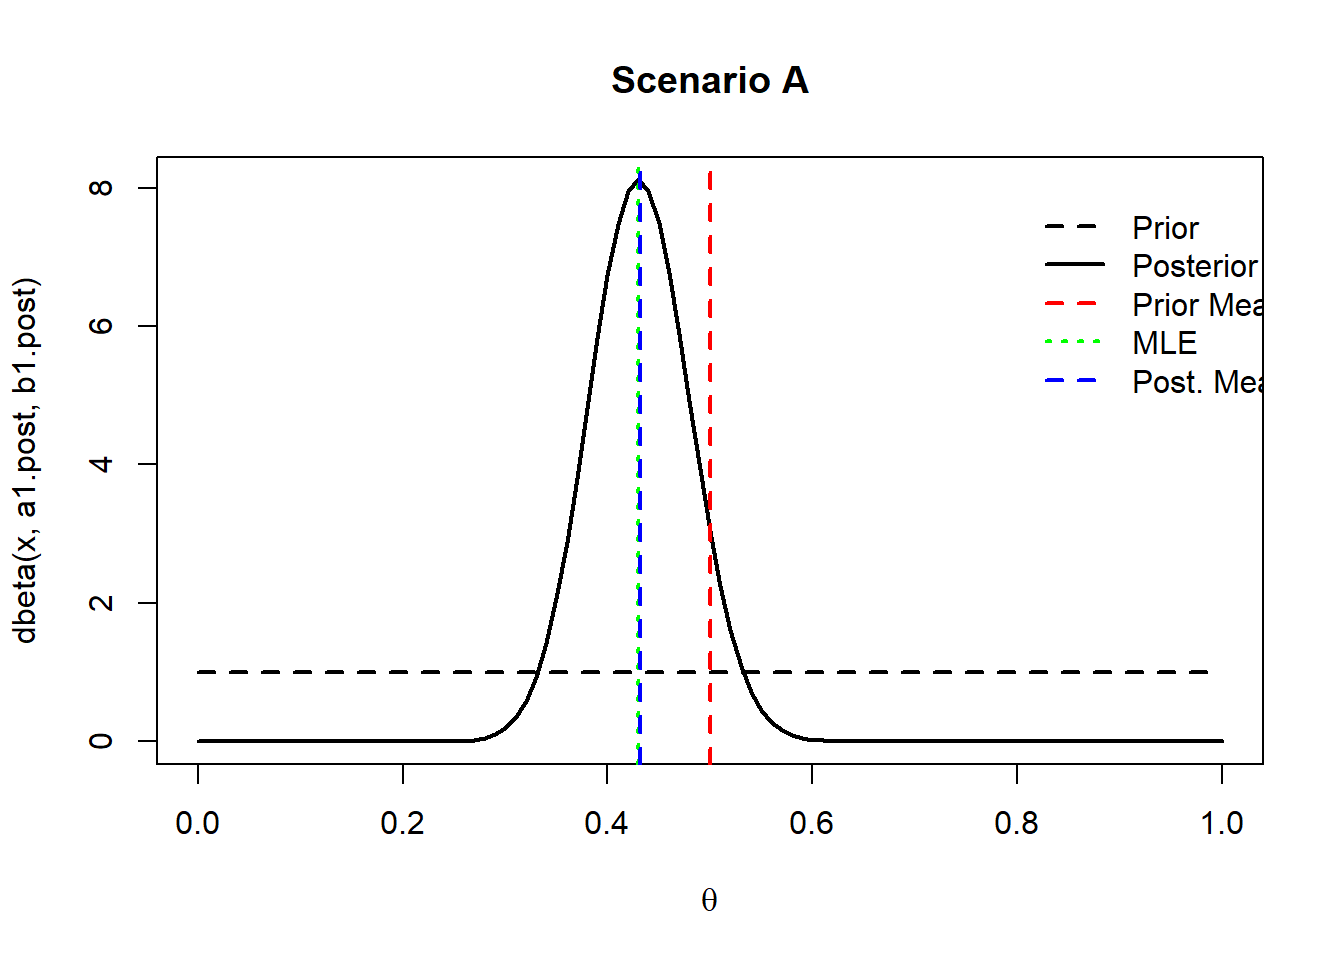 Scenario A
dbeta(x, a1.post, b1.post)
8
6
4
2
0
Prior
Posterior
Prior Mea
MLE
Post. Mea
0.0 0.2 0.4 0.6 0.8 1.0
θ